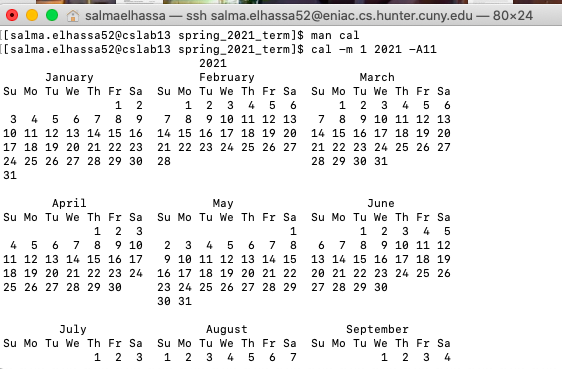 salmaelhassa — ssh salma.elhassa52@eniac.cs.hunter.cuny.edu — 80×24
[[salma.elhassa52@cslab13 spring_2021_term]$ man cal
[[salma.elhassa52@cslab13 spring_2021_term]$ cal -m 1 2021 -A11
                            2021
      January               February               March
Su Mo Tu We Th Fr Sa  Su Mo Tu We Th Fr Sa  Su Mo Tu We Th Fr Sa
                1  2      1  2  3  4  5  6      1  2  3  4  5  6
 3  4  5  6  7  8  9   7  8  9 10 11 12 13   7  8  9 10 11 12 13
10 11 12 13 14 15 16  14 15 16 17 18 19 20  14 15 16 17 18 19 20
17 18 19 20 21 22 23  21 22 23 24 25 26 27  21 22 23 24 25 26 27
24 25 26 27 28 29 30  28                    28 29 30 31
31
       April                  May                   June
Su Mo Tu We Th Fr Sa  Su Mo Tu We Th Fr Sa  Su Mo Tu We Th Fr Sa
             1  2  3                     1         1  2  3  4  5
 4  5  6  7  8  9 10   2  3  4  5  6  7  8   6  7  8  9 10 11 12
11 12 13 14 15 16 17   9 10 11 12 13 14 15  13 14 15 16 17 18 19
18 19 20 21 22 23 24  16 17 18 19 20 21 22  20 21 22 23 24 25 26
25 26 27 28 29 30     23 24 25 26 27 28 29  27 28 29 30
                      30 31
        July                 August              September
Su Mo Tu We Th Fr Sa  Su Mo Tu We Th Fr Sa  Su Mo Tu We Th Fr Sa
             1  2  3   1  2  3  4  5  6  7            1  2  3  4